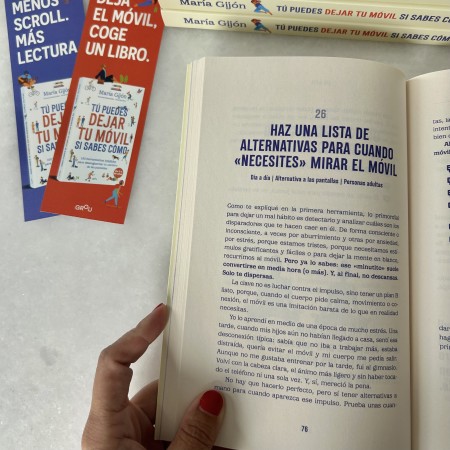 MENOS
SCROLL.
MÁS
LECTURA
DEJA
EL MÓVIL,
COGE
UN LIBRO.
María Gijón
TÚ PUEDES
DEJAR
TU MÓVIL
SI SABES CÓMO
María Gijón TÚ PUEDES DEJAR TU MÓVIL SI SABES CÓMO
María Gijón TÚ PUEDES DEJAR TU MÓVIL SI SABES
26
HAZ UNA LISTA DE
ALTERNATIVAS PARA CUANDO
«NECESITES» MIRAR EL MÓVIL
Día a día | Alternativa a las pantallas | Personas adultas
Como te expliqué en la primera herramienta, lo primordial
para dejar un mal hábito es detectarlo y analizar cuáles son los
disparadores que te hacen caer en él. De forma consciente o
inconsciente, a veces por aburrimiento y otras por ansiedad,
por estrés, porque estamos tristes, porque necesitamos
gratificantes y fáciles o para dejar la mente en blanco,
recurrimos al móvil. Pero ya lo sabes: ese «minutito» suele
convertirse en media hora (o más). Y, al final, no descansas.
Solo te dispersas.
La clave no es luchar contra el impulso, sino tener un plan B
listo, porque, cuando el cuerpo pide calma, movimiento o co-
nexión, el móvil es una imitación barata de lo que en realidad
necesitas.
Yo lo aprendí en medio de una época de mucho estrés. Una
tarde, cuando mis hijos aún no habían llegado a casa, sentí esa
desconexión típica: sabía que no iba a trabajar más, estaba
distraída, quería evitar el móvil y mi cuerpo me pedía salir.
Aunque no me gustaba entrenar por la tarde, fui al gimnasio.
Volví con la cabeza clara, el ánimo más ligero y sin haber toca-
do el teléfono ni una sola vez. Y, sí, mereció la pena.
No hay que hacerlo perfecto, pero sí tener alternativas a
mano para cuando aparezca ese impulso. Prueba unas cuan-
78